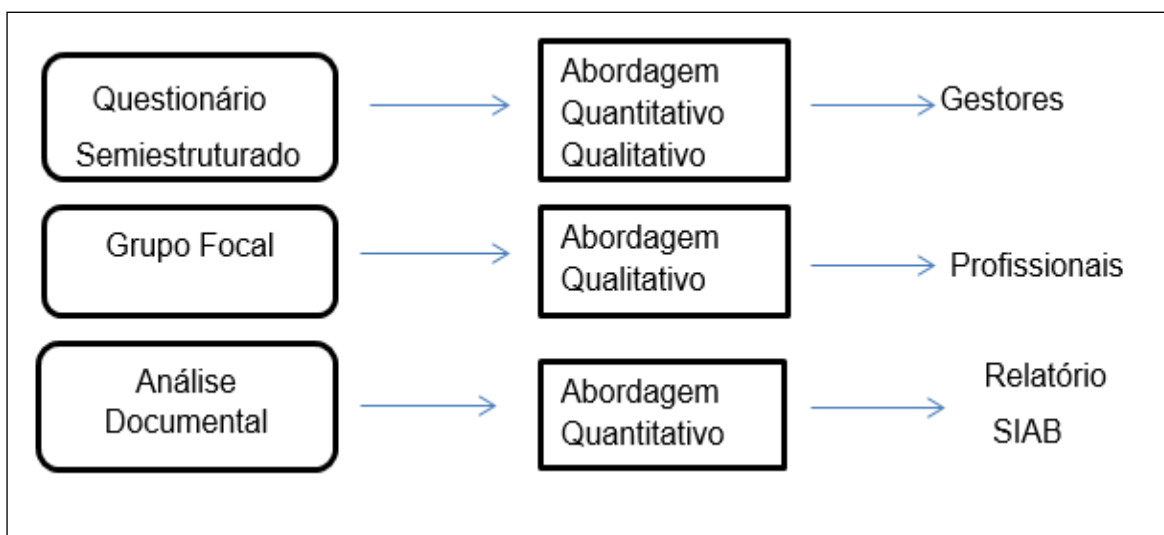 Questionário
Semiestruturado
Abordagem
Quantitativo
Qualitativo
Gestores
Grupo Focal
Abordagem
Qualitativo
Profissionais
Análise
Documental
Abordagem
Quantitativo
Relatório
SIAB